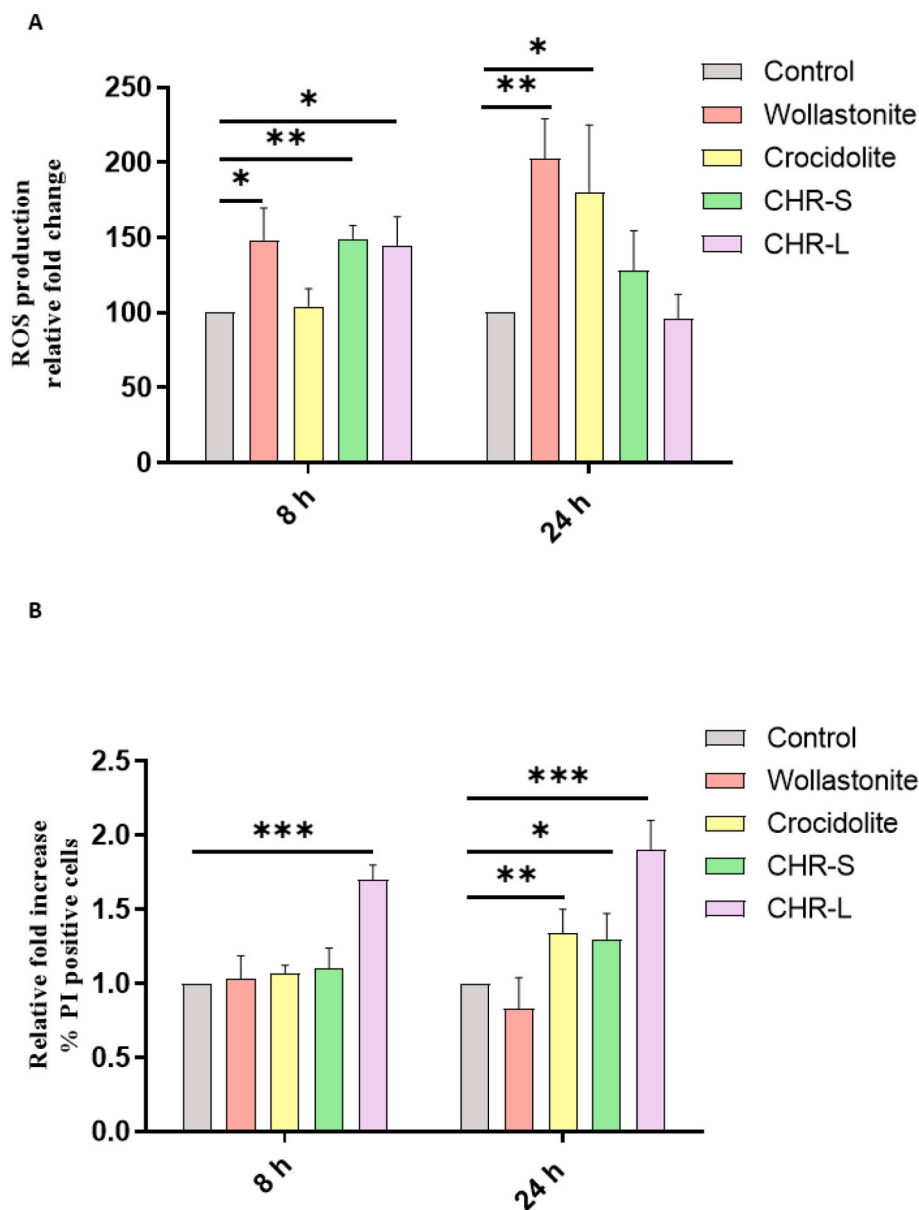 A
ROS production
relative fold change
250
200
150
100
50
0
*
**
*
**
*
8 h
24 h
Control
Wollastonite
Crocidolite
CHR-S
CHR-L
B
Relative fold increase
% PI positive cells
2.5
2.0
1.5
1.0
0.5
0.0
***
***
*
**
8 h
24 h
Control
Wollastonite
Crocidolite
CHR-S
CHR-L